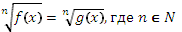 ⁿ√f(x) = ⁿ√g(x), где n ∈ N